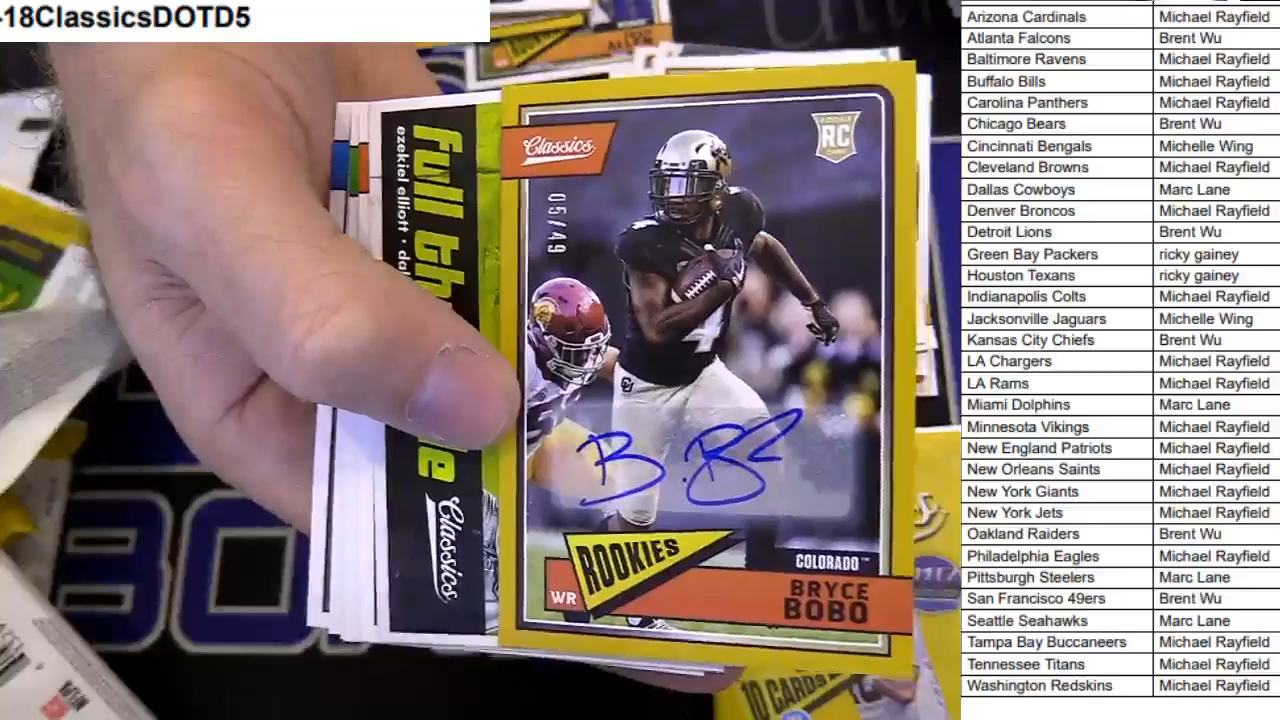 -18ClassicsDOTD5
Classics
ROOKIE
RC
05/49
full th
ezekiel elliott · dal
Classics
ROOKIES
WR
COLORADO™
BRYCE
BOBO
10 CARDS
Arizona Cardinals Michael Rayfield
Atlanta Falcons Brent Wu
Baltimore Ravens Michael Rayfield
Buffalo Bills Michael Rayfield
Carolina Panthers Michael Rayfield
Chicago Bears Brent Wu
Cincinnati Bengals Michelle Wing
Cleveland Browns Michael Rayfield
Dallas Cowboys Marc Lane
Denver Broncos Michael Rayfield
Detroit Lions Brent Wu
Green Bay Packers ricky gainey
Houston Texans ricky gainey
Indianapolis Colts Michael Rayfield
Jacksonville Jaguars Michelle Wing
Kansas City Chiefs Brent Wu
LA Chargers Michael Rayfield
LA Rams Michael Rayfield
Miami Dolphins Marc Lane
Minnesota Vikings Michael Rayfield
New England Patriots Michael Rayfield
New Orleans Saints Michael Rayfield
New York Giants Michael Rayfield
New York Jets Michael Rayfield
Oakland Raiders Brent Wu
Philadelphia Eagles Michael Rayfield
Pittsburgh Steelers Marc Lane
San Francisco 49ers Brent Wu
Seattle Seahawks Marc Lane
Tampa Bay Buccaneers Michael Rayfield
Tennessee Titans Michael Rayfield
Washington Redskins Michael Rayfield